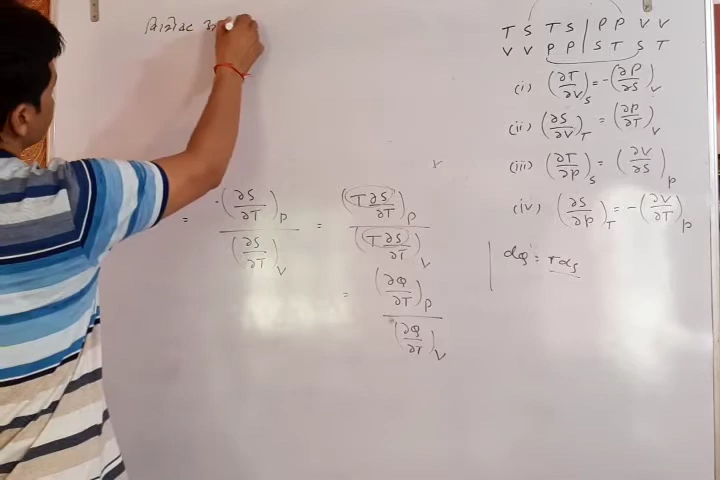 T S T S | P P V V
V V P P | S T S T
(i) (∂T/∂V)_S = -(∂P/∂S)_V
(ii) (∂S/∂V)_T = (∂P/∂T)_V
(iii) (∂T/∂P)_S = (∂V/∂S)_P
(iv) (∂S/∂P)_T = -(∂V/∂T)_P
= (∂S/∂T)_P / (∂S/∂T)_V = (T∂S/∂T)_P / (T∂S/∂T)_V
dQ = Tds
= (∂Q/∂T)_P / (∂Q/∂T)_V